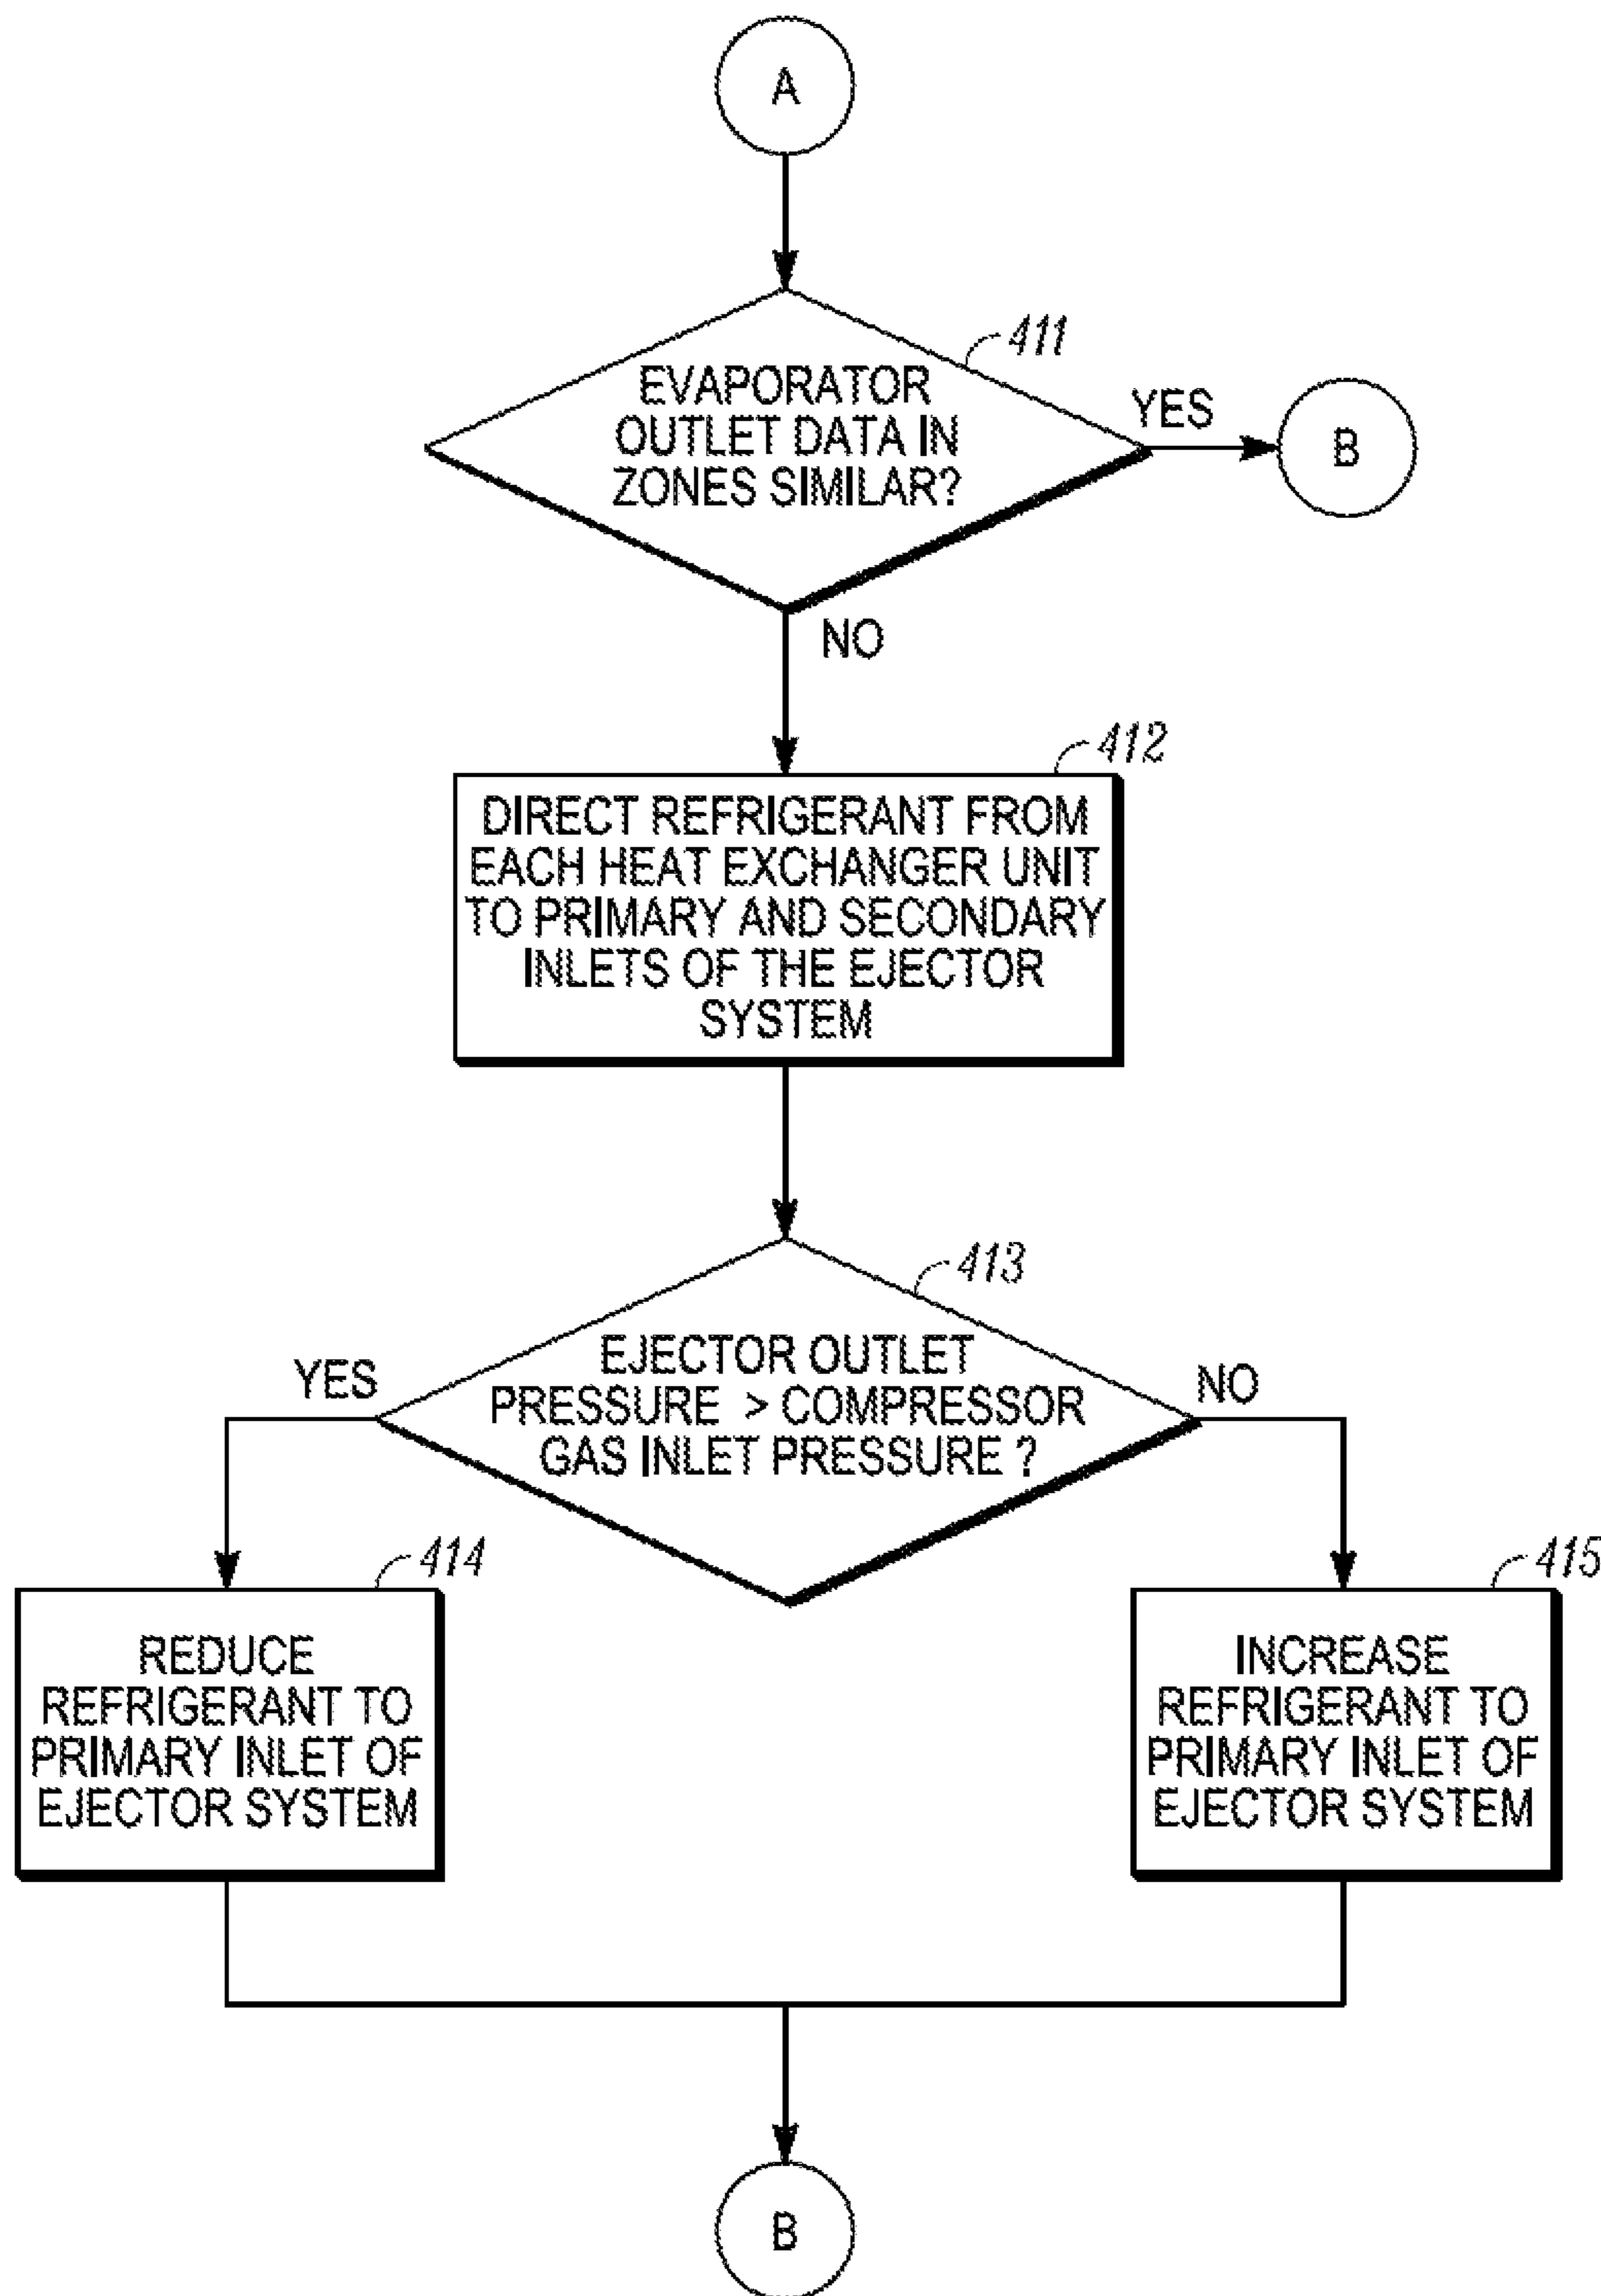 A
411
EVAPORATOR
OUTLET DATA IN
ZONES SIMILAR?
YES
B
NO
412
DIRECT REFRIGERANT FROM
EACH HEAT EXCHANGER UNIT
TO PRIMARY AND SECONDARY
INLETS OF THE EJECTOR
SYSTEM
413
EJECTOR OUTLET
PRESSURE > COMPRESSOR
GAS INLET PRESSURE ?
YES
NO
414
REDUCE
REFRIGERANT TO
PRIMARY INLET OF
EJECTOR SYSTEM
415
INCREASE
REFRIGERANT TO
PRIMARY INLET OF
EJECTOR SYSTEM
B